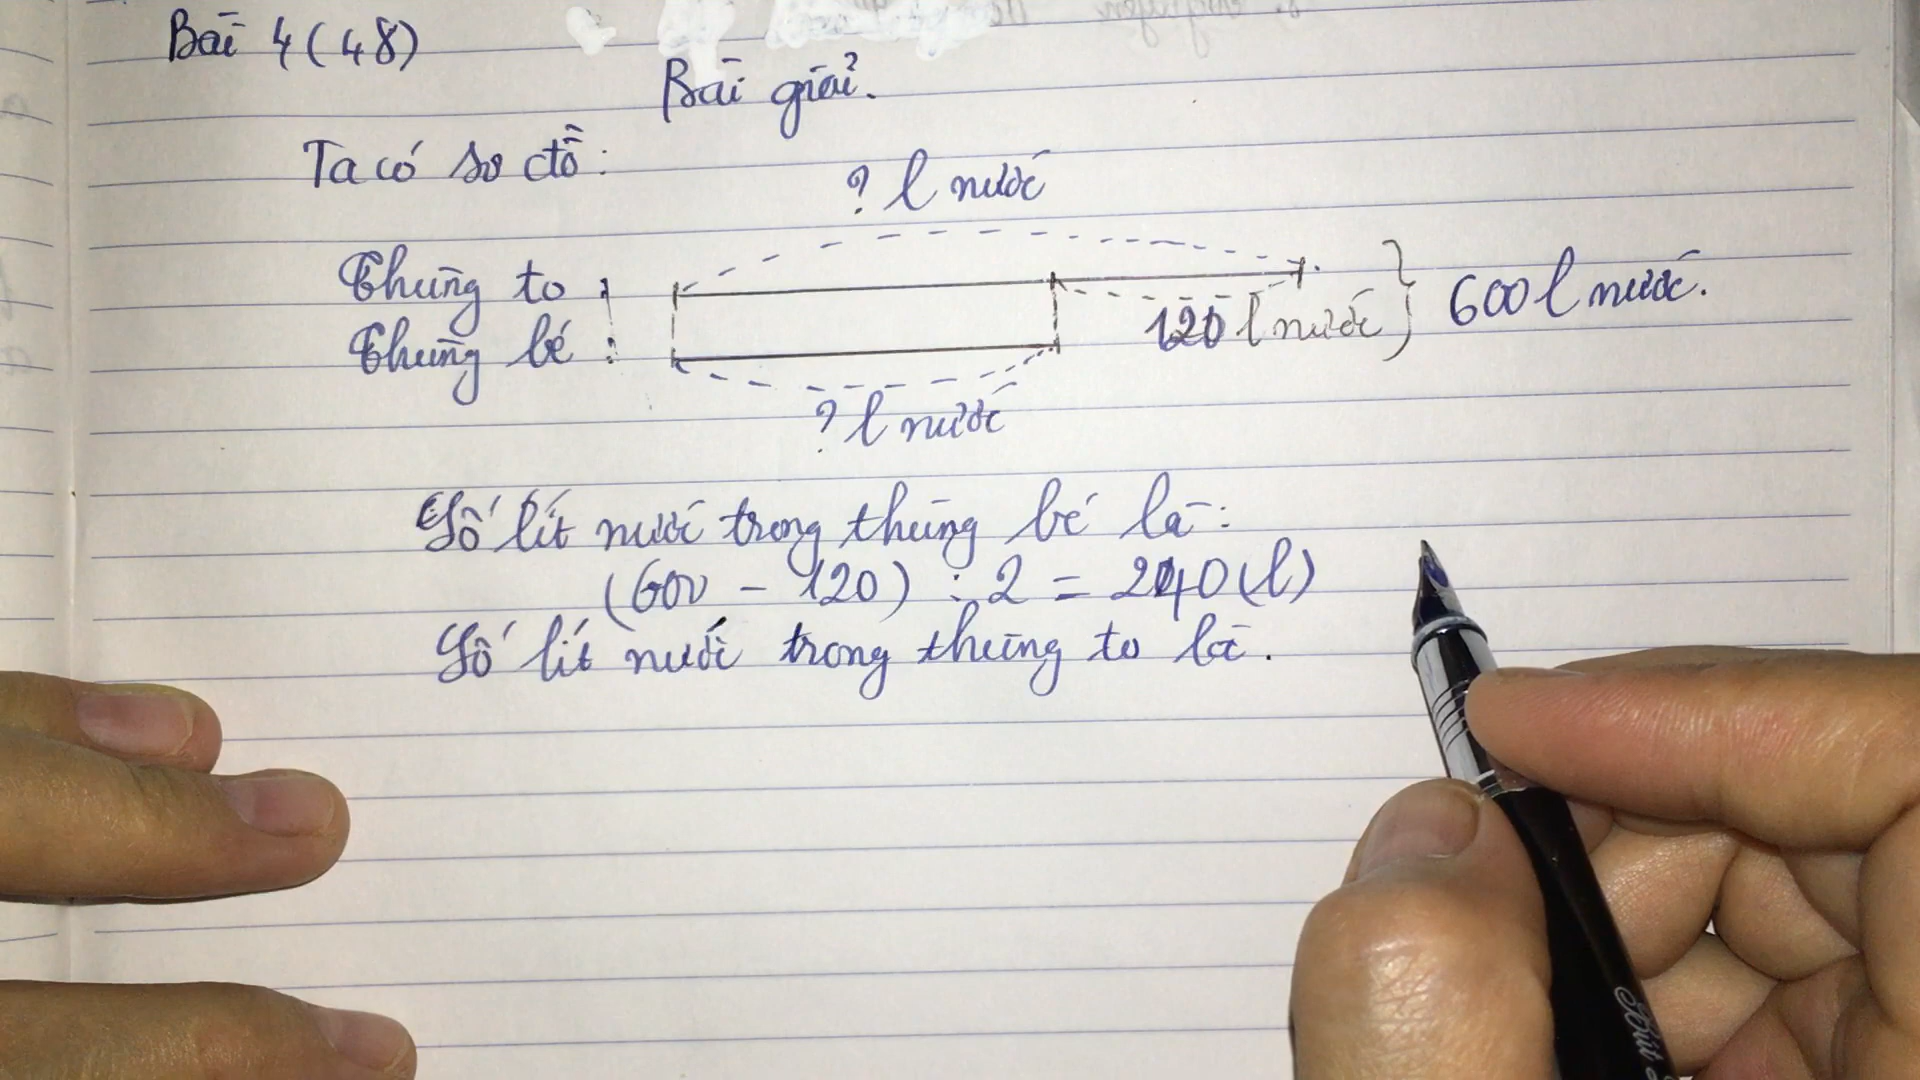 Bài 4 (48)
Bài giải.
Ta có sơ đồ:
? l nước
Thùng to :
120 l nước
600 l nước.
Thùng bé :
? l nước
Số lít nước trong thùng bé là:
(600 - 120) : 2 = 240 (l)
Số lít nước trong thùng to là.